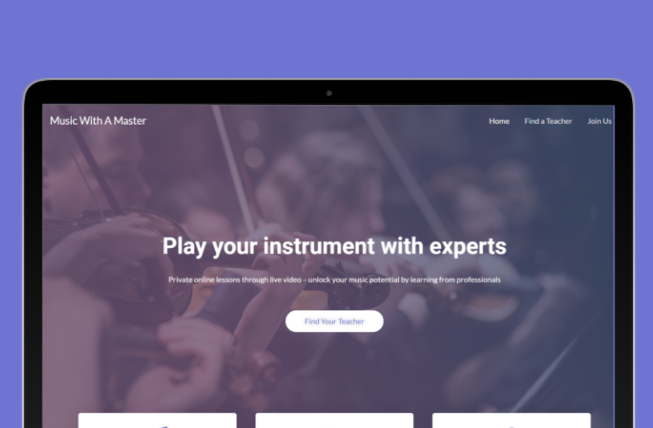 Music With A Master
Home Find a Teacher Join Us
Play your instrument with experts
Private online lessons through live video – unlock your music potential by learning from professionals
Find Your Teacher